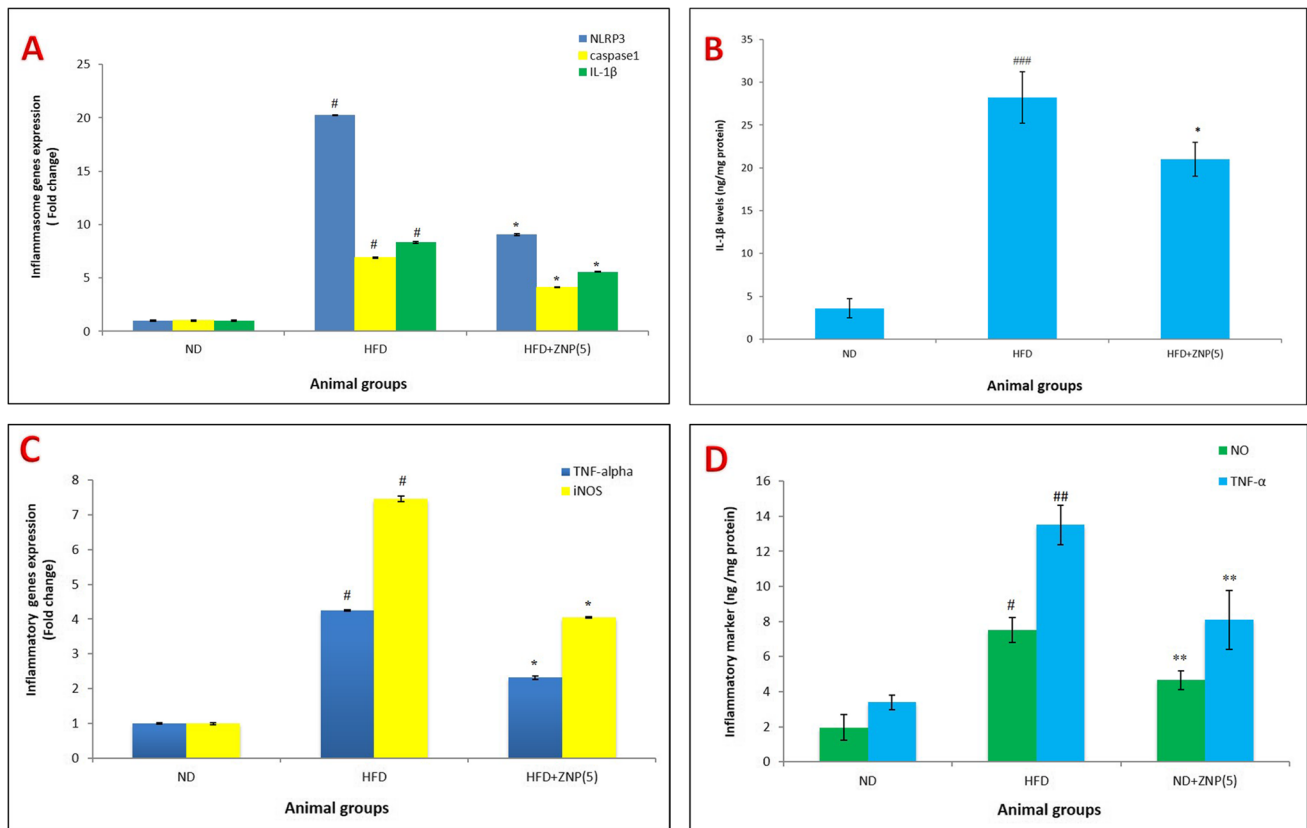 A
NLRP3
caspase1
IL-1β
Inflammasome genes expression
( Fold change)
25
20
15
10
5
0
#
#
#
*
*
*
ND
HFD
HFD+ZNP(5)
Animal groups
B
IL-1β levels (ng/mg protein)
40
35
30
25
20
15
10
5
0
###
*
ND
HFD
HFD+ZNP(5)
Animal groups
C
TNF-alpha
iNOS
Inflammatory genes expression
(Fold change)
8
7
6
5
4
3
2
1
0
#
#
*
*
ND
HFD
HFD+ZNP(5)
Animal groups
D
NO
TNF-α
Inflammatory marker (ng /mg protein)
16
14
12
10
8
6
4
2
0
#
##
**
**
ND
HFD
ND+ZNP(5)
Animal groups